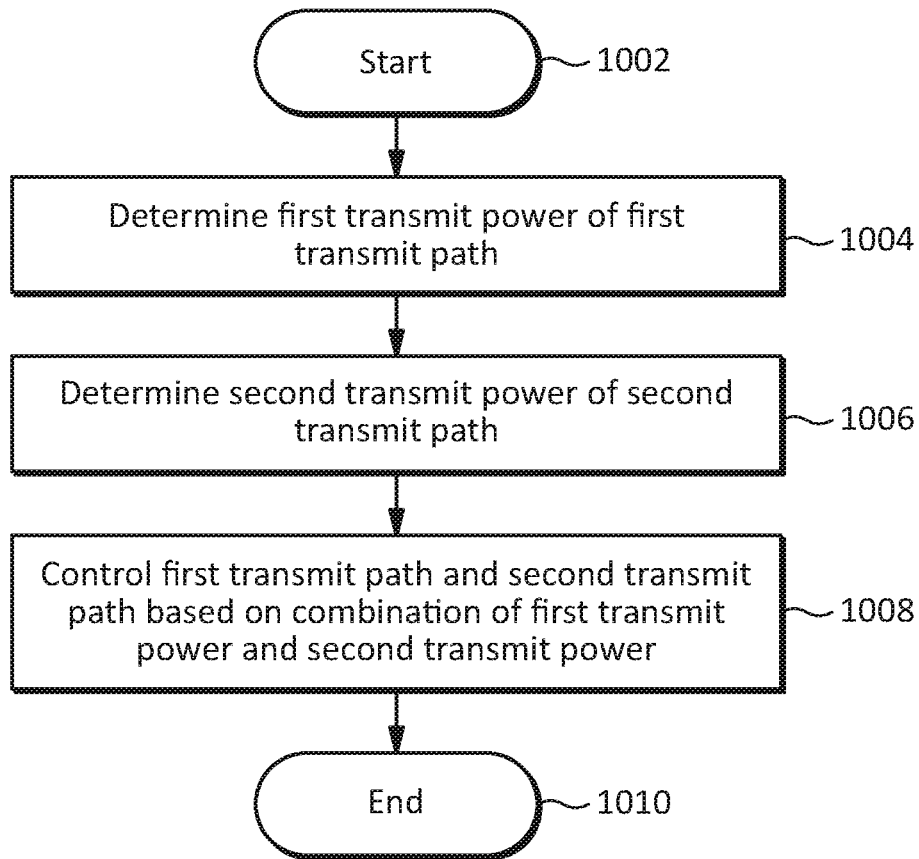 Start
1002
Determine first transmit power of first
transmit path
1004
Determine second transmit power of second
transmit path
1006
Control first transmit path and second transmit
path based on combination of first transmit
power and second transmit power
1008
End
1010